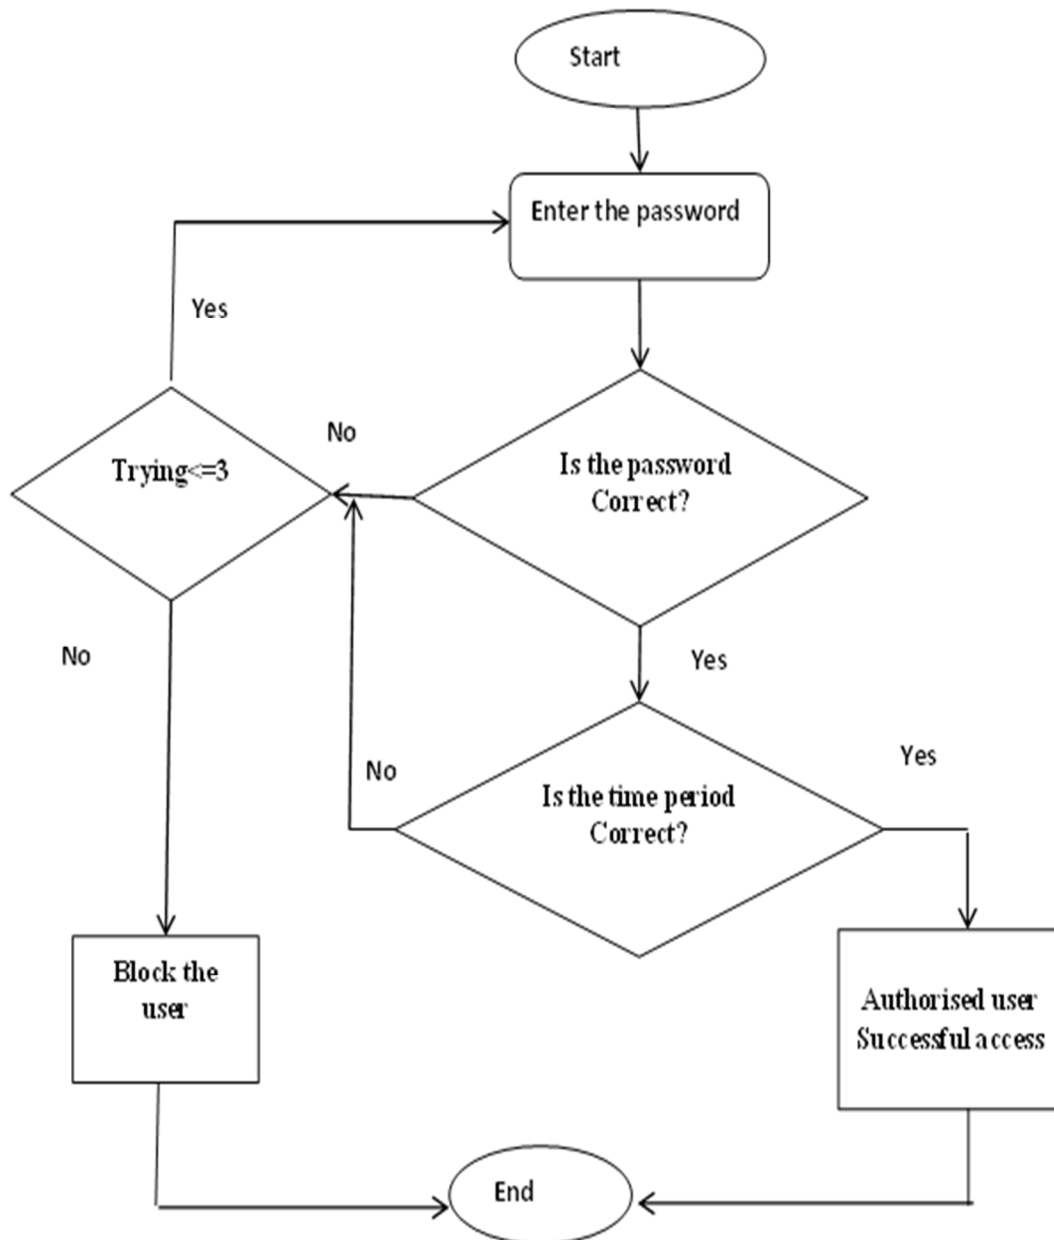 Start
Enter the password
Yes
No
Trying<=3
Is the password
Correct?
No
Yes
Yes
No
Is the time period
Correct?
Block the
user
Authorised user
Successful access
End